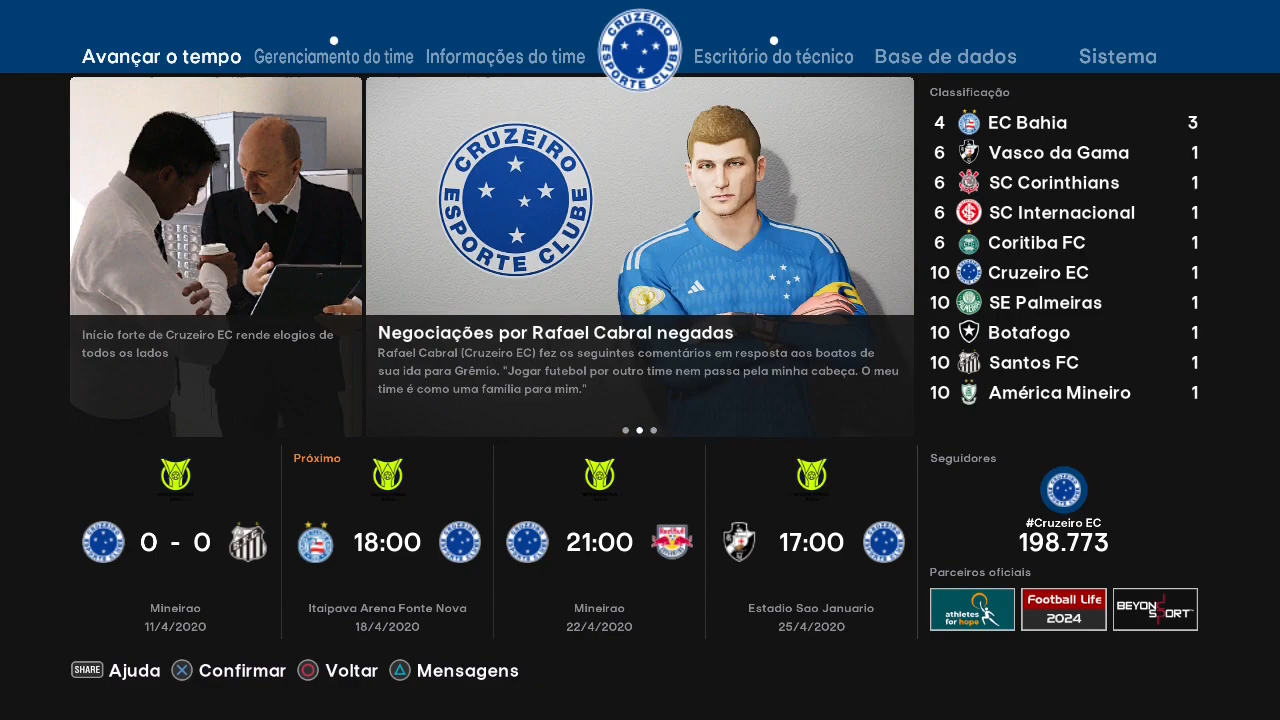 Avançar o tempo
Gerenciamento do time
Informações do time
CRUZEIRO ESPORTE CLUBE
Escritório do técnico
Base de dados
Sistema
Início forte de Cruzeiro EC rende elogios de
todos os lados
CRUZEIRO ESPORTE CLUBE
Negociações por Rafael Cabral negadas
Rafael Cabral (Cruzeiro EC) fez os seguintes comentários em resposta aos boatos de
sua ida para Grêmio. "Jogar futebol por outro time nem passa pela minha cabeça. O meu
time é como uma família para mim."
Classificação
4 EC Bahia 3
6 Vasco da Gama 1
6 SC Corinthians 1
6 SC Internacional 1
6 Coritiba FC 1
10 Cruzeiro EC 1
10 SE Palmeiras 1
10 Botafogo 1
10 Santos FC 1
10 América Mineiro 1
0 - 0
Mineirao
11/4/2020
Próximo
18:00
Itaipava Arena Fonte Nova
18/4/2020
21:00
Red Bull
Mineirao
22/4/2020
17:00
Estadio Sao Januario
25/4/2020
Seguidores
#Cruzeiro EC
198.773
Parceiros oficiais
athletes
for hope
Football Life
2024
BEYOND
SPORT
SHARE Ajuda Confirmar Voltar Mensagens